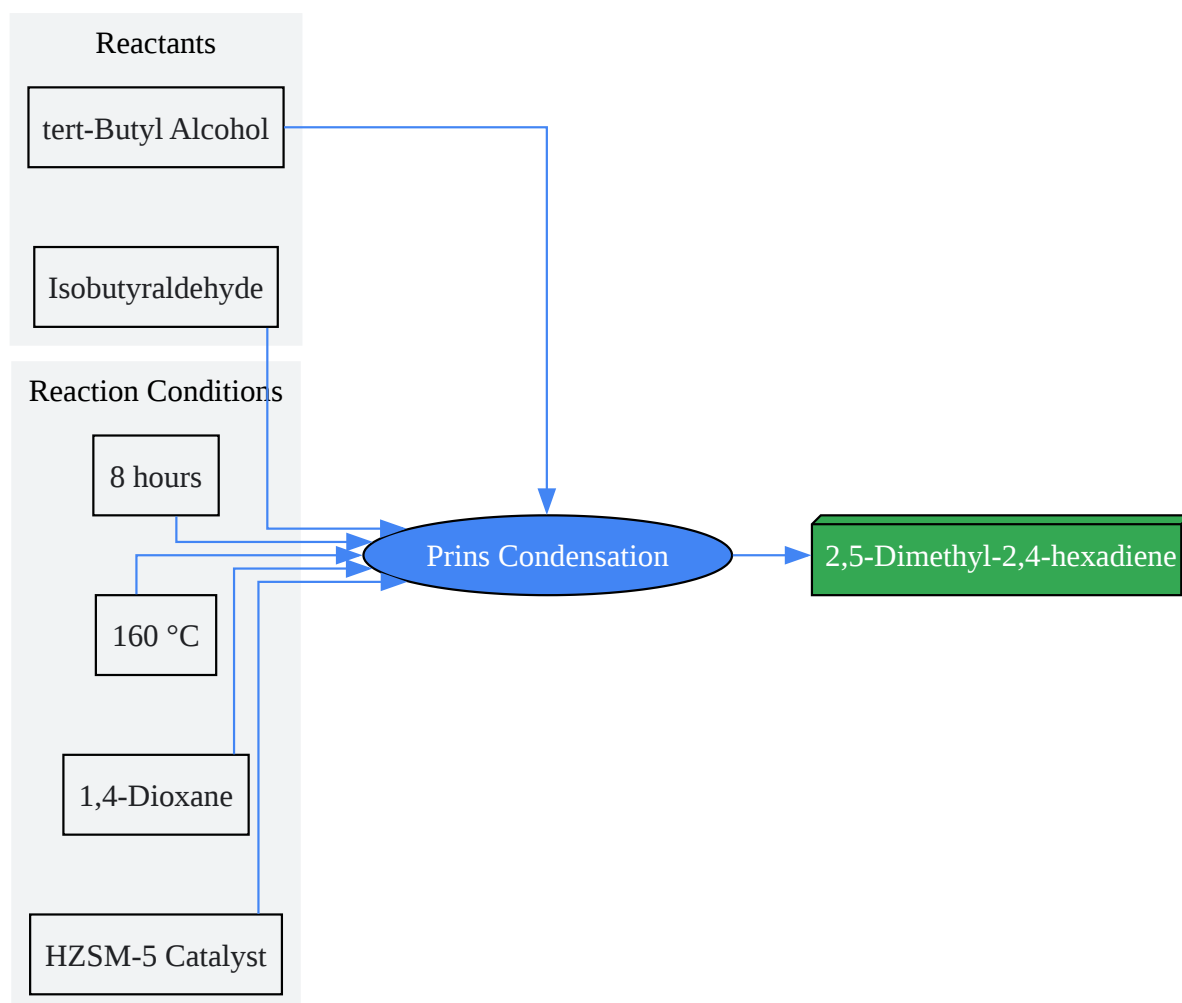 Reactants
tert-Butyl Alcohol
Isobutyraldehyde
Reaction Conditions
8 hours
160 °C
1,4-Dioxane
HZSM-5 Catalyst
Prins Condensation
2,5-Dimethyl-2,4-hexadiene